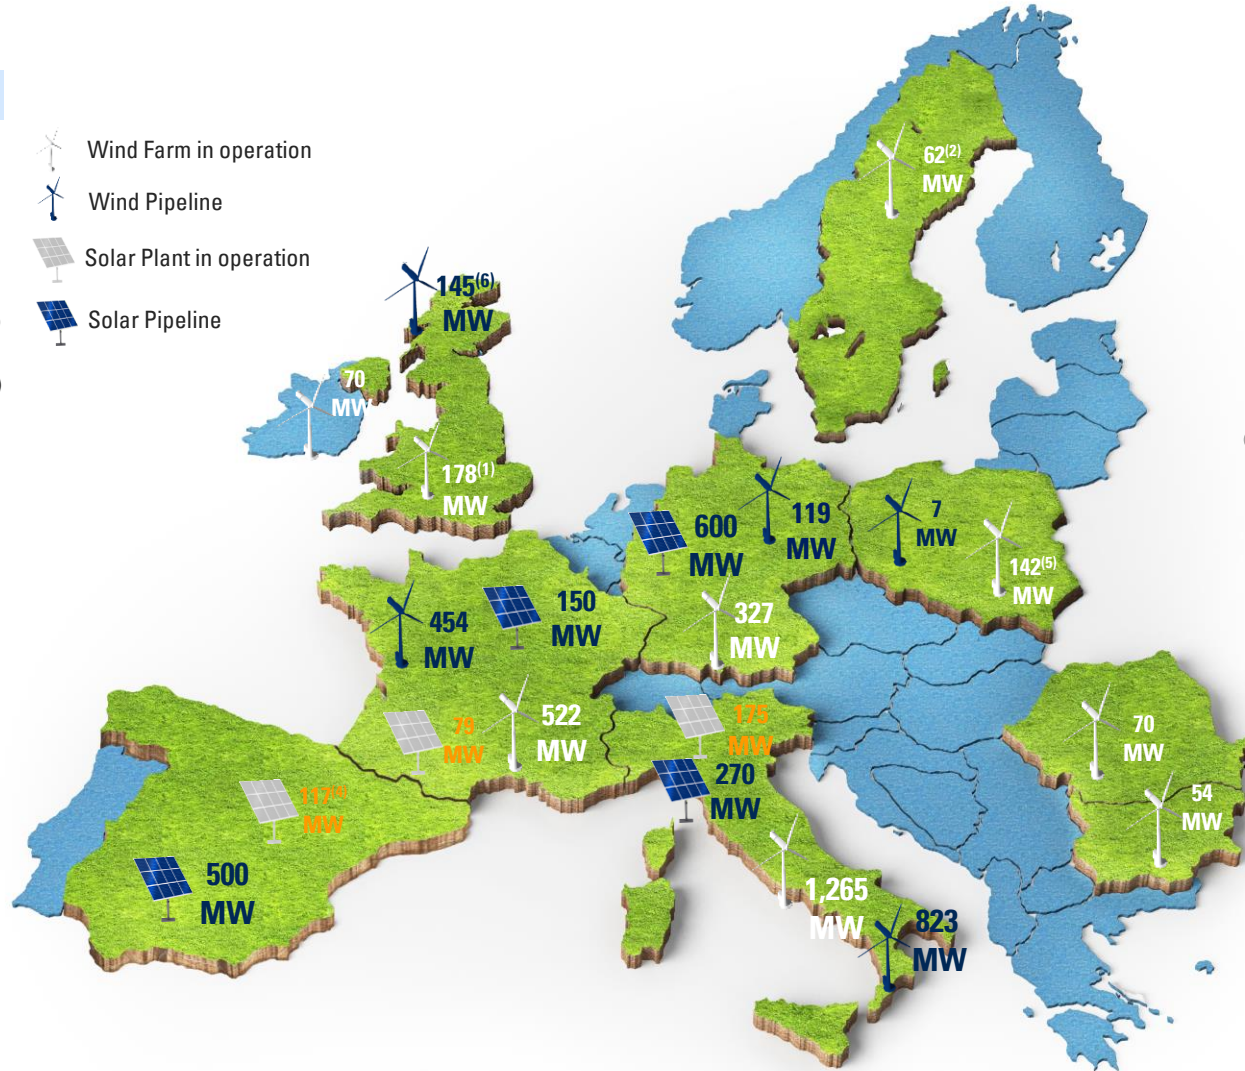 Wind Farm in operation
Wind Pipeline
Solar Plant in operation
Solar Pipeline
62(2)
MW
145(6)
MW
70
MW
178(1)
MW
600
MW
119
MW
7
MW
142(5)
MW
454
MW
150
MW
327
MW
79
MW
522
MW
175
MW
270
MW
70
MW
54
MW
117(4)
MW
500
MW
1,265
MW
823
MW